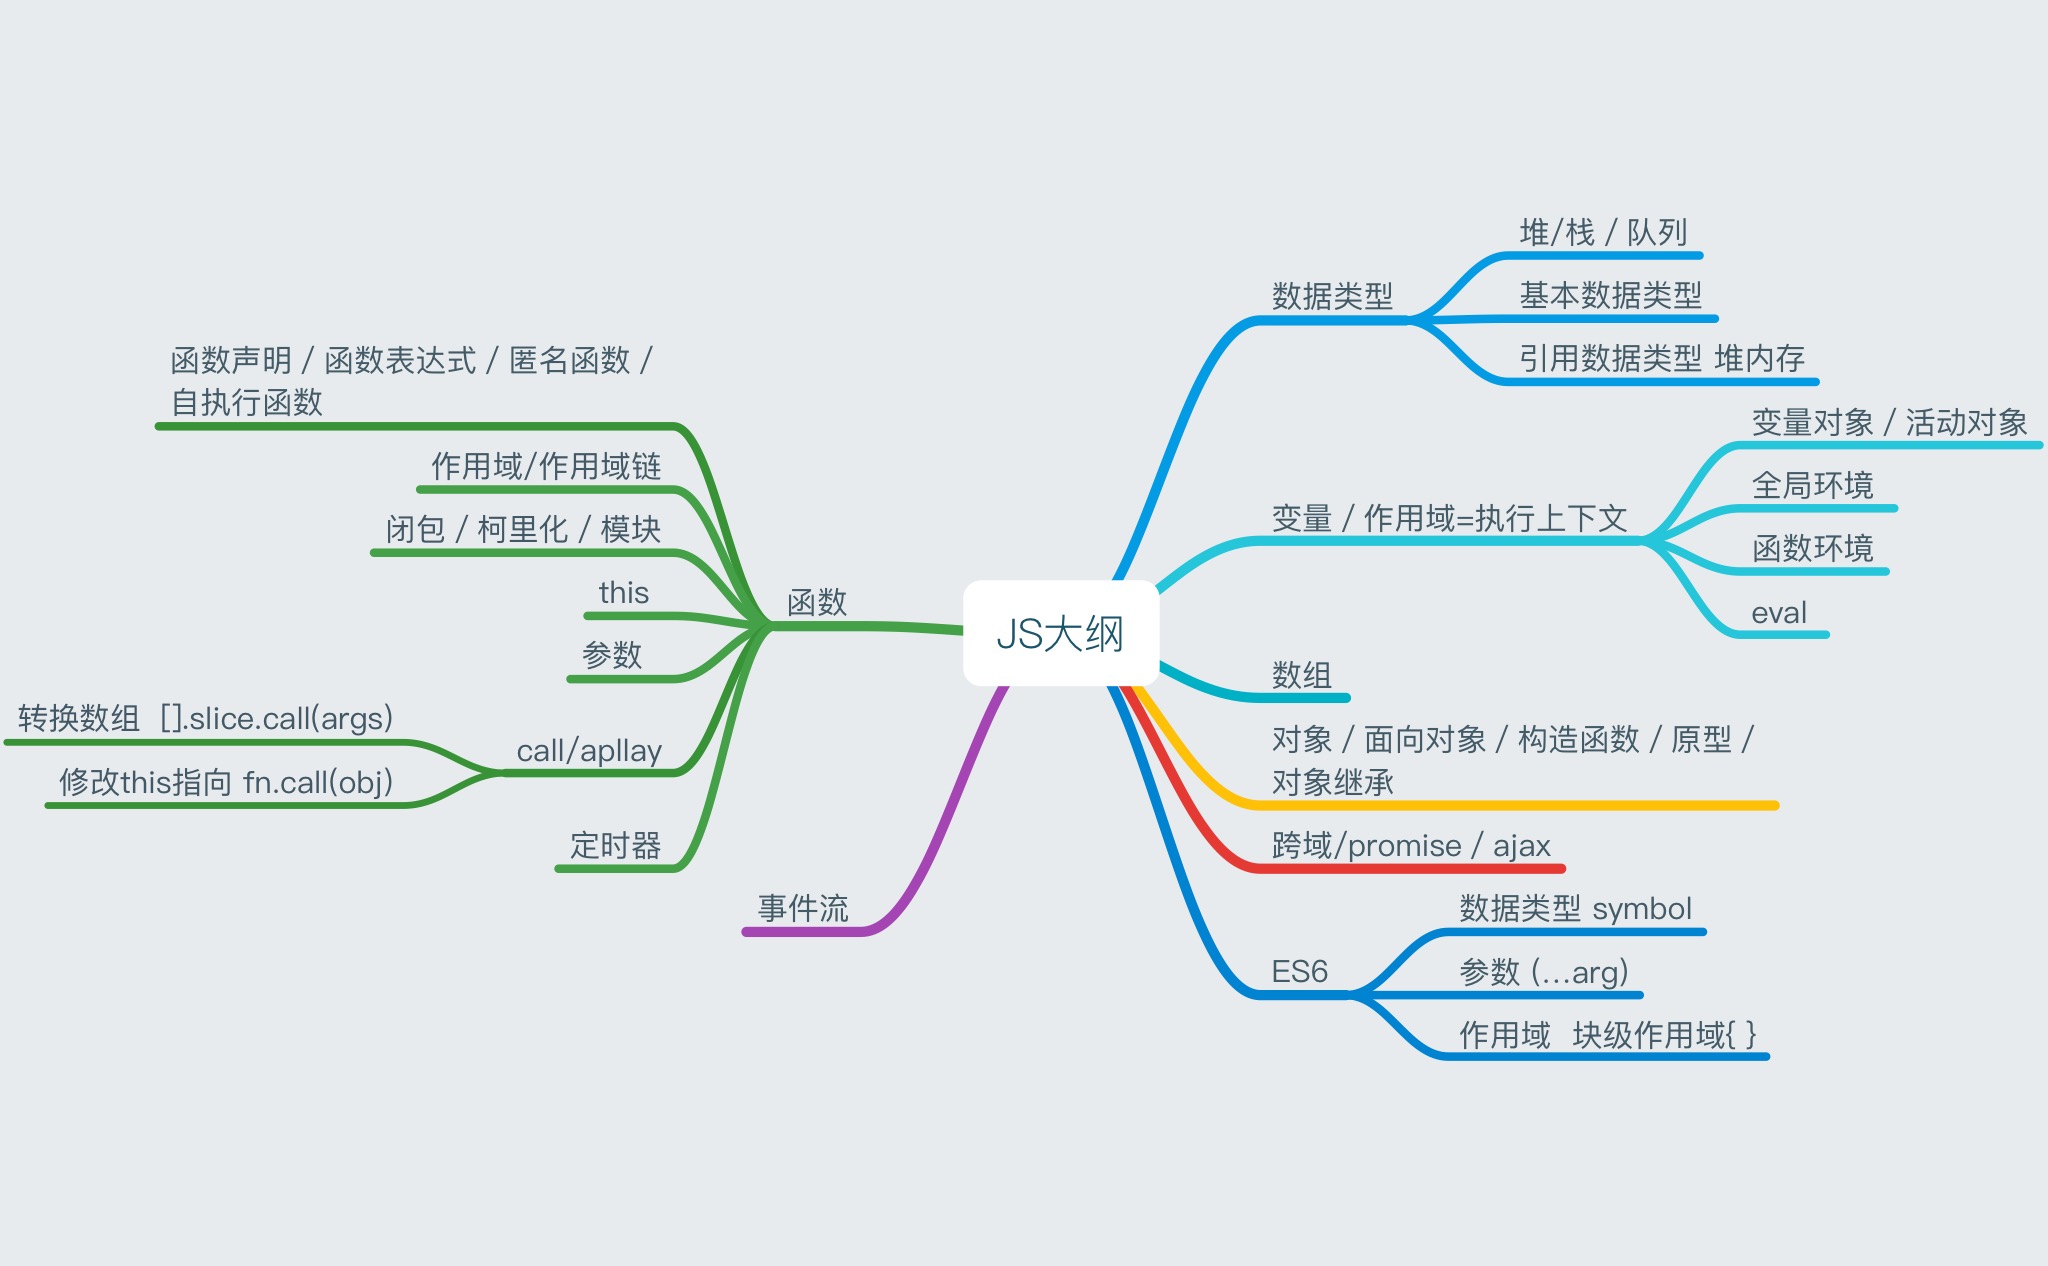 JS大纲
数据类型
堆/栈 / 队列
基本数据类型
引用数据类型 堆内存
变量 / 作用域=执行上下文
变量对象 / 活动对象
全局环境
函数环境
eval
数组
对象 / 面向对象 / 构造函数 / 原型 /
对象继承
跨域/promise / ajax
ES6
数据类型 symbol
参数 (...arg)
作用域  块级作用域{ }
函数
函数声明 / 函数表达式 / 匿名函数 /
自执行函数
作用域/作用域链
闭包 / 柯里化 / 模块
this
参数
call/apllay
转换数组  [].slice.call(args)
修改this指向 fn.call(obj)
定时器
事件流